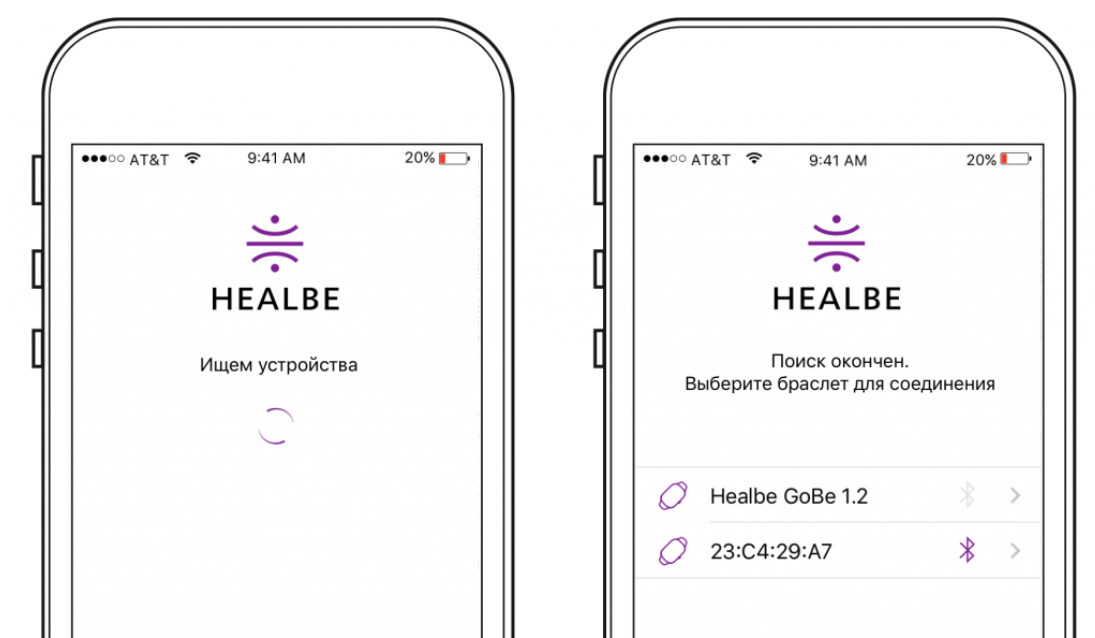 AT&T 9:41 AM 20%
HEALBE
Ищем устройства
AT&T 9:41 AM 20%
HEALBE
Поиск окончен.
Выберите браслет для соединения
Healbe GoBe 1.2
23:C4:29:A7